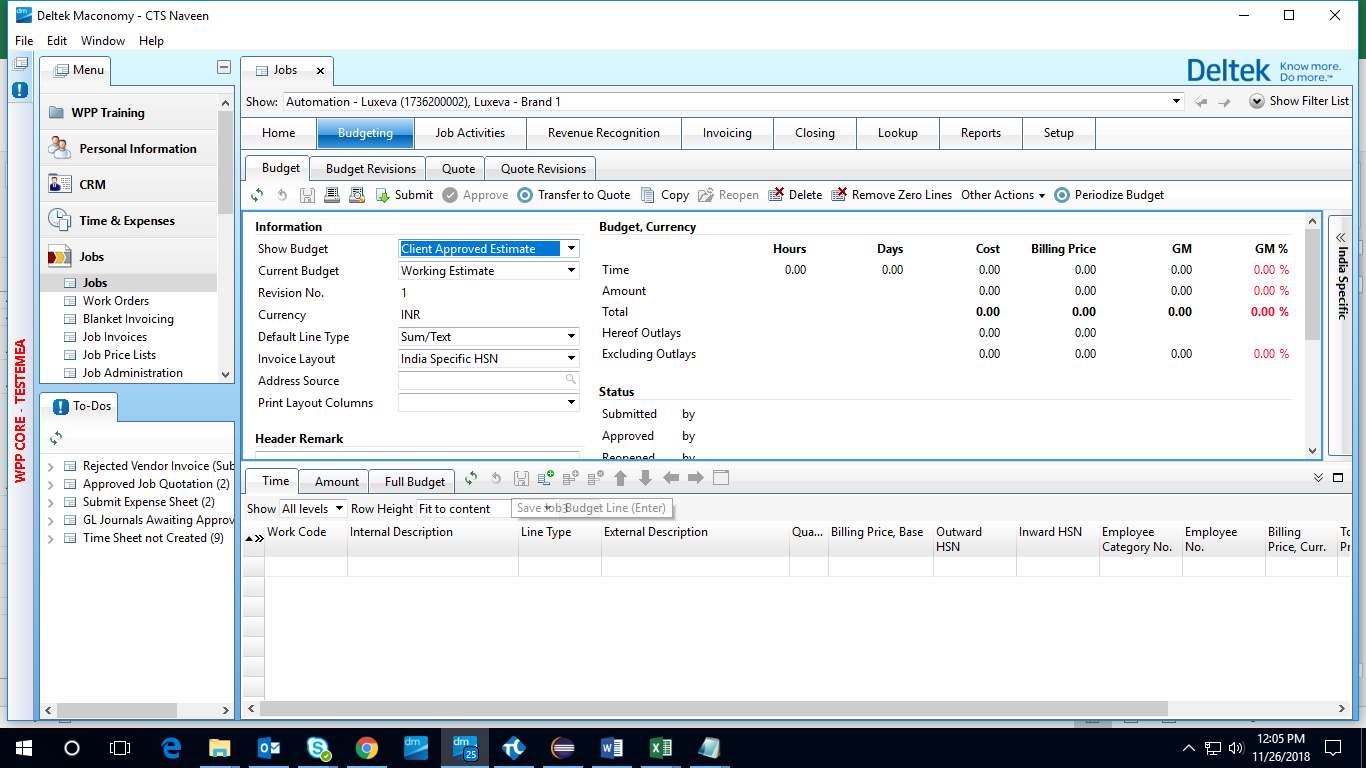 Deltek Maconomy - CTS Naveen
File Edit Window Help
Menu
WPP Training
Personal Information
CRM
Time & Expenses
Jobs
Jobs
Work Orders
Blanket Invoicing
Job Invoices
Job Price Lists
Job Administration
WPP CORE - TESTEMEA
To-Dos
Rejected Vendor Invoice (Sub
Approved Job Quotation (2)
Submit Expense Sheet (2)
GL Journals Awaiting Approv
Time Sheet not Created (9)
Jobs
Deltek Know more. Do more.™
Show: Automation - Luxeva (1736200002), Luxeva - Brand 1 Show Filter List
Home Budgeting Job Activities Revenue Recognition Invoicing Closing Lookup Reports Setup
Budget Budget Revisions Quote Quote Revisions
Submit Approve Transfer to Quote Copy Reopen Delete Remove Zero Lines Other Actions Periodize Budget
Information
Show Budget Client Approved Estimate
Current Budget Working Estimate
Revision No. 1
Currency INR
Default Line Type Sum/Text
Invoice Layout India Specific HSN
Address Source
Print Layout Columns
Header Remark
Budget, Currency
Hours Days Cost Billing Price GM GM %
Time 0.00 0.00 0.00 0.00 0.00 0.00 %
Amount 0.00 0.00 0.00 0.00 %
Total 0.00 0.00 0.00 0.00 %
Hereof Outlays 0.00 0.00
Excluding Outlays 0.00 0.00 0.00 0.00 %
Status
Submitted by
Approved by
Reopened by
India Specific
Time Amount Full Budget
Show All levels Row Height Fit to content
Save Job Budget Line (Enter)
Work Code Internal Description Line Type External Description Qua... Billing Price, Base Outward HSN Inward HSN Employee Category No. Employee No. Billing Price, Curr. To Pr
dm 25
12:05 PM
11/26/2018